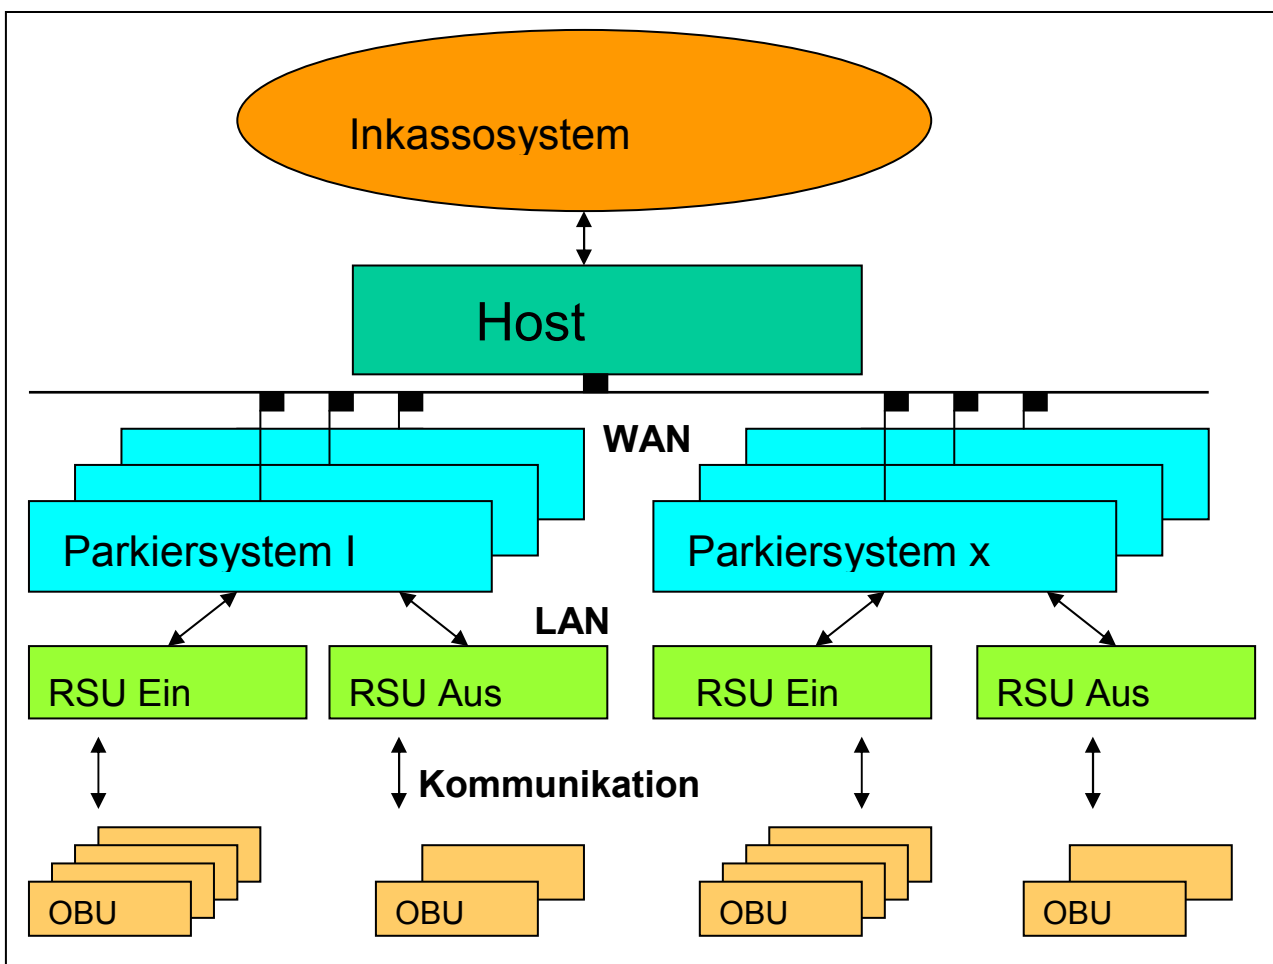 Inkassosystem
Host
WAN
Parkiersystem I
Parkiersystem x
LAN
RSU Ein
RSU Aus
RSU Ein
RSU Aus
Kommunikation
OBU
OBU
OBU
OBU